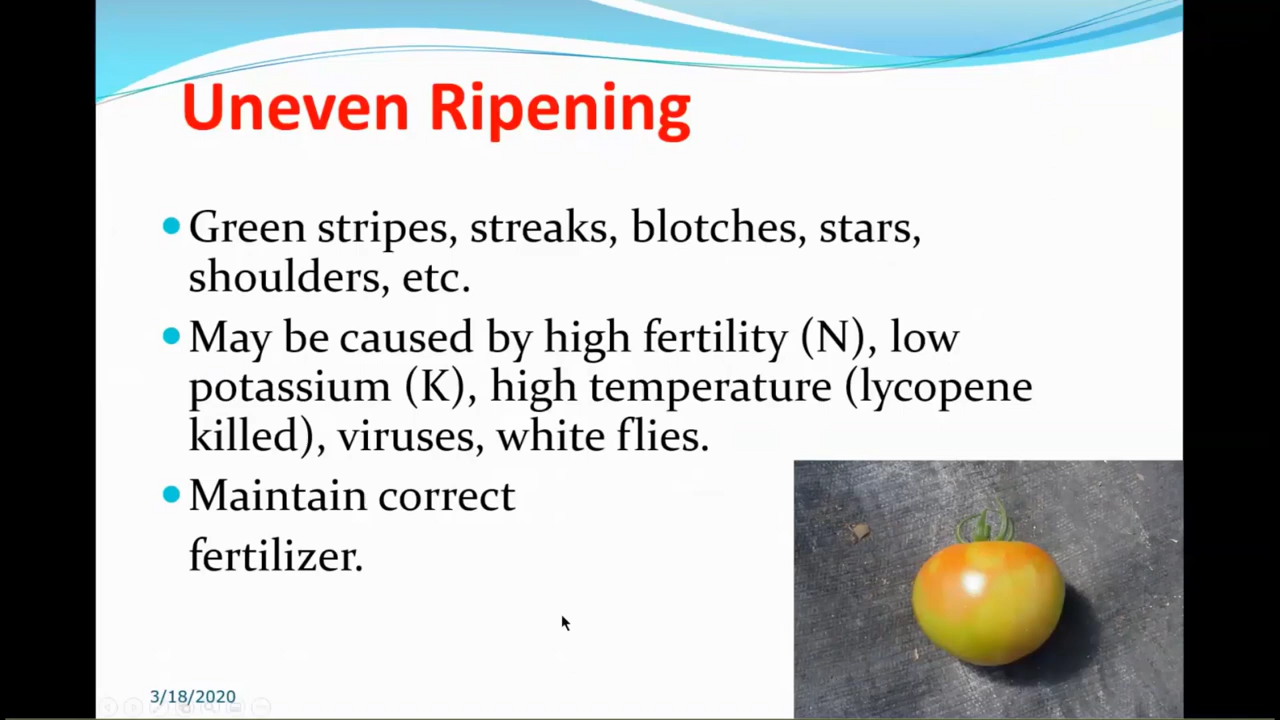 Uneven Ripening
Green stripes, streaks, blotches, stars,
shoulders, etc.
May be caused by high fertility (N), low
potassium (K), high temperature (lycopene
killed), viruses, white flies.
Maintain correct
fertilizer.
3/18/2020